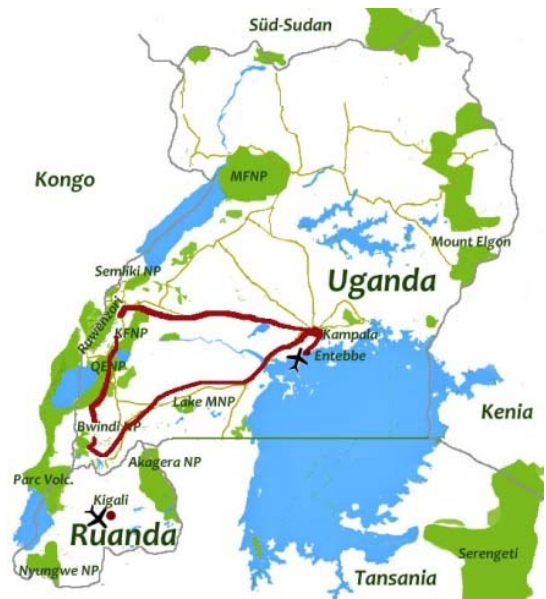 Süd-Sudan
Kongo
MFNP
Mount Elgon
Semliki NP
Uganda
Ruwenzori
KFNP
Kampala
Entebbe
QENP
Lake MNP
Kenia
Bwindi NP
Akagera NP
Parc Volc.
Kigali
Ruanda
Serengeti
Nyungwe NP
Tansania